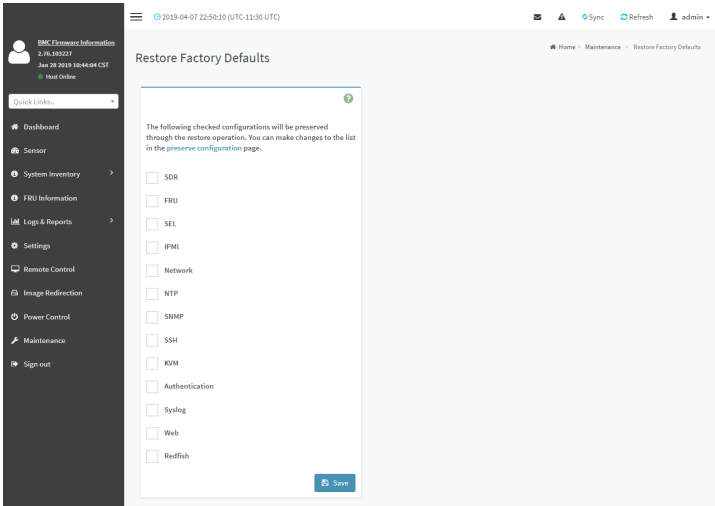 2019-04-07 22:50:10 (UTC-11:30 UTC)
Sync
Refresh
admin
BMC Firmware Information
2.76.103227
Jan 28 2019 10:44:04 CST
Host Online
Quick Links..
Dashboard
Sensor
System Inventory
FRU Information
Logs & Reports
Settings
Remote Control
Image Redirection
Power Control
Maintenance
Sign out
Home > Maintenance > Restore Factory Defaults
Restore Factory Defaults
?
The following checked configurations will be preserved
through the restore operation. You can make changes to the list
in the preserve configuration page.
SDR
FRU
SEL
IPMI
Network
NTP
SNMP
SSH
KVM
Authentication
Syslog
Web
Redfish
Save